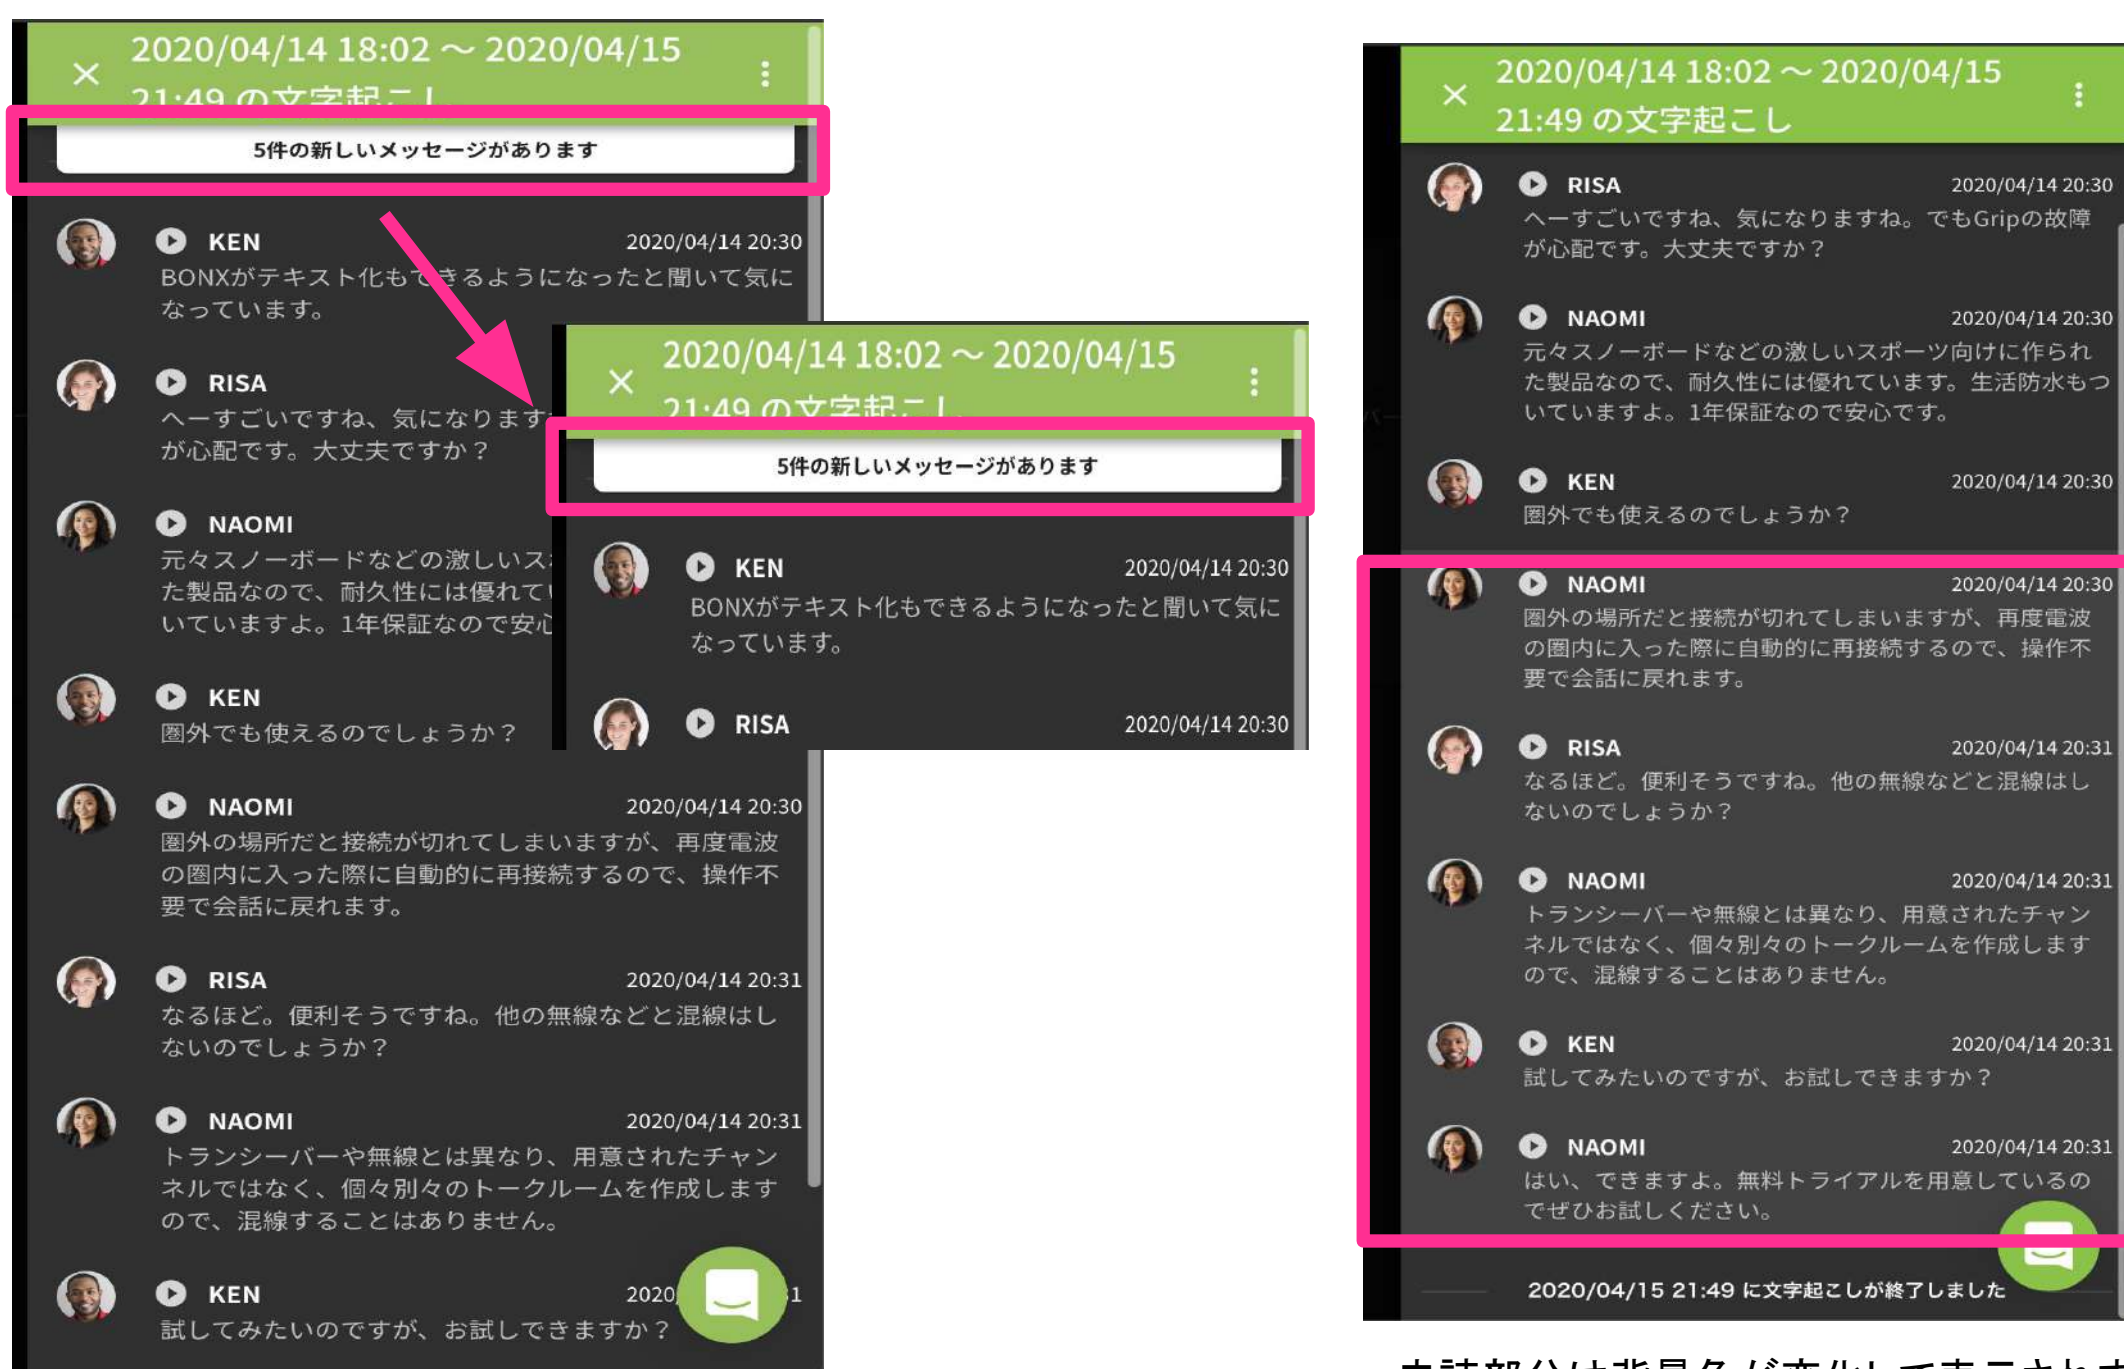 2020/04/14 18:02 ～ 2020/04/15
21:49 の文字起こし
5件の新しいメッセージがあります
KEN 2020/04/14 20:30
BONXがテキスト化もできるようになったと聞いて気に
なっています。
RISA
へーすごいですね、気になります
が心配です。大丈夫ですか？
NAOMI
元々スノーボードなどの激しいス
た製品なので、耐久性には優れて
いていますよ。1年保証なので安心
KEN
圏外でも使えるのでしょうか？
NAOMI 2020/04/14 20:30
圏外の場所だと接続が切れてしまいますが、再度電波
の圏内に入った際に自動的に再接続するので、操作不
要で会話に戻れます。
RISA 2020/04/14 20:31
なるほど。便利そうですね。他の無線などと混線はし
ないのでしょうか？
NAOMI 2020/04/14 20:31
トランシーバーや無線とは異なり、用意されたチャン
ネルではなく、個々別々のトークルームを作成します
ので、混線することはありません。
KEN 2020 1
試してみたいのですが、お試しできますか？
2020/04/14 18:02 ～ 2020/04/15
21:49 の文字起こし
5件の新しいメッセージがあります
KEN 2020/04/14 20:30
BONXがテキスト化もできるようになったと聞いて気に
なっています。
RISA 2020/04/14 20:30
2020/04/14 18:02 ～ 2020/04/15
21:49 の文字起こし
RISA 2020/04/14 20:30
へーすごいですね、気になりますね。でもGripの故障
が心配です。大丈夫ですか？
NAOMI 2020/04/14 20:30
元々スノーボードなどの激しいスポーツ向けに作られ
た製品なので、耐久性には優れています。生活防水もつ
いていますよ。1年保証なので安心です。
KEN 2020/04/14 20:30
圏外でも使えるのでしょうか？
NAOMI 2020/04/14 20:30
圏外の場所だと接続が切れてしまいますが、再度電波
の圏内に入った際に自動的に再接続するので、操作不
要で会話に戻れます。
RISA 2020/04/14 20:31
なるほど。便利そうですね。他の無線などと混線はし
ないのでしょうか？
NAOMI 2020/04/14 20:31
トランシーバーや無線とは異なり、用意されたチャン
ネルではなく、個々別々のトークルームを作成します
ので、混線することはありません。
KEN 2020/04/14 20:31
試してみたいのですが、お試しできますか？
NAOMI 2020/04/14 20:31
はい、できますよ。無料トライアルを用意しているの
でぜひお試しください。
2020/04/15 21:49 に文字起こしが終了しました